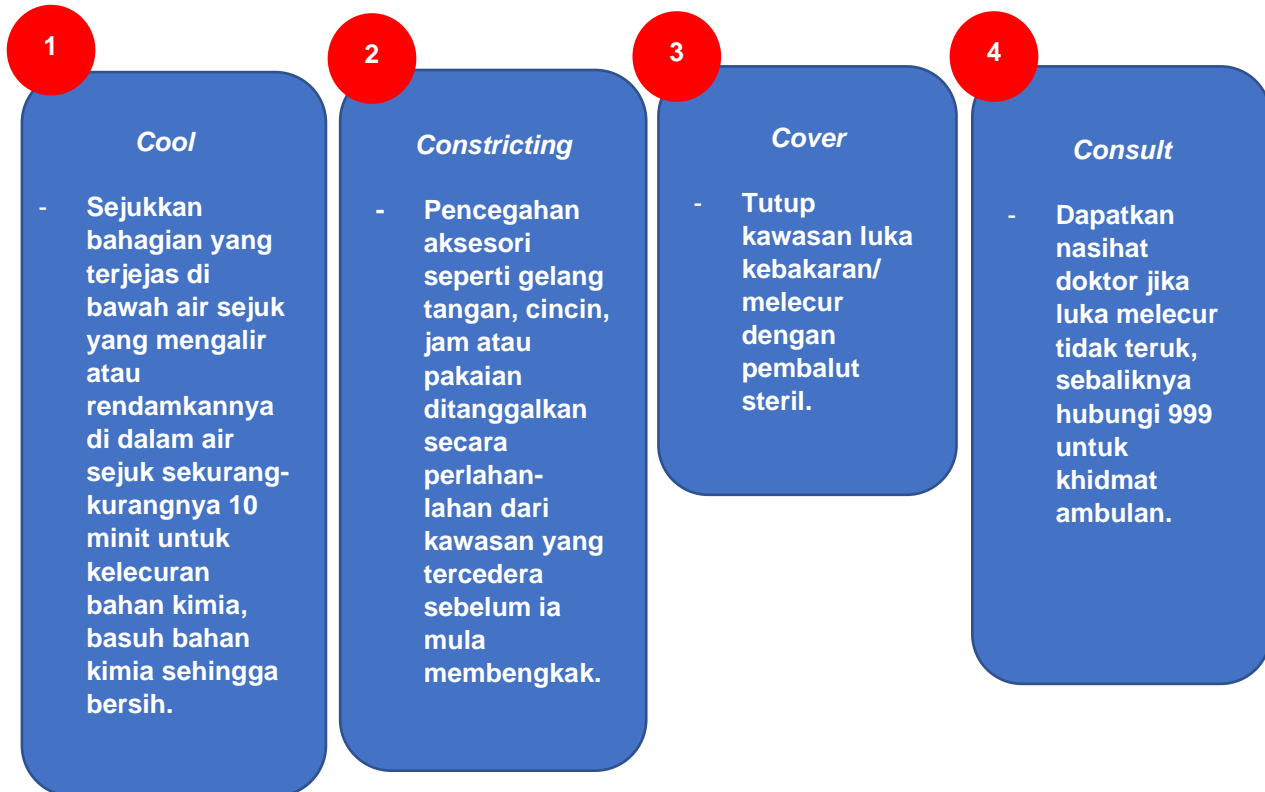 1
Cool
- Sejukkan
bahagian yang
terjejas di
bawah air sejuk
yang mengalir
atau
rendamkannya
di dalam air
sejuk sekurang-
kurangnya 10
minit untuk
kelecuran
bahan kimia,
basuh bahan
kimia sehingga
bersih.
2
Constricting
- Pencegahan
aksesori
seperti gelang
tangan, cincin,
jam atau
pakaian
ditanggalkan
secara
perlahan-
lahan dari
kawasan yang
tercedera
sebelum ia
mula
membengkak.
3
Cover
- Tutup
kawasan luka
kebakaran/
melecur
dengan
pembalut
steril.
4
Consult
- Dapatkan
nasihat
doktor jika
luka melecur
tidak teruk,
sebaliknya
hubungi 999
untuk
khidmat
ambulan.